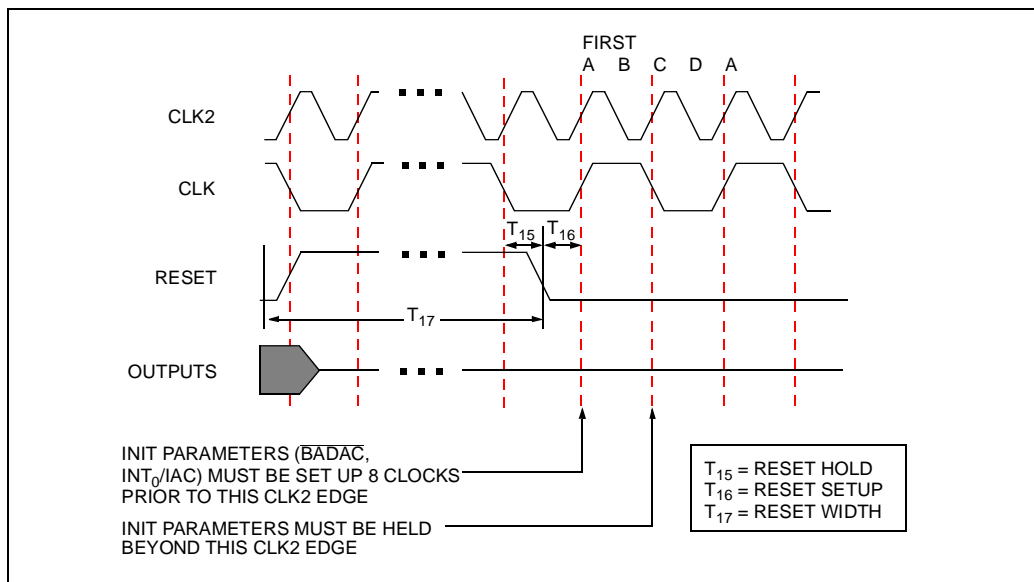 FIRST
A B C D A
CLK2
CLK
T15 T16
RESET
T17
OUTPUTS
INIT PARAMETERS (BADAC,
INT0/IAC) MUST BE SET UP 8 CLOCKS
PRIOR TO THIS CLK2 EDGE
INIT PARAMETERS MUST BE HELD
BEYOND THIS CLK2 EDGE
T15 = RESET HOLD
T16 = RESET SETUP
T17 = RESET WIDTH